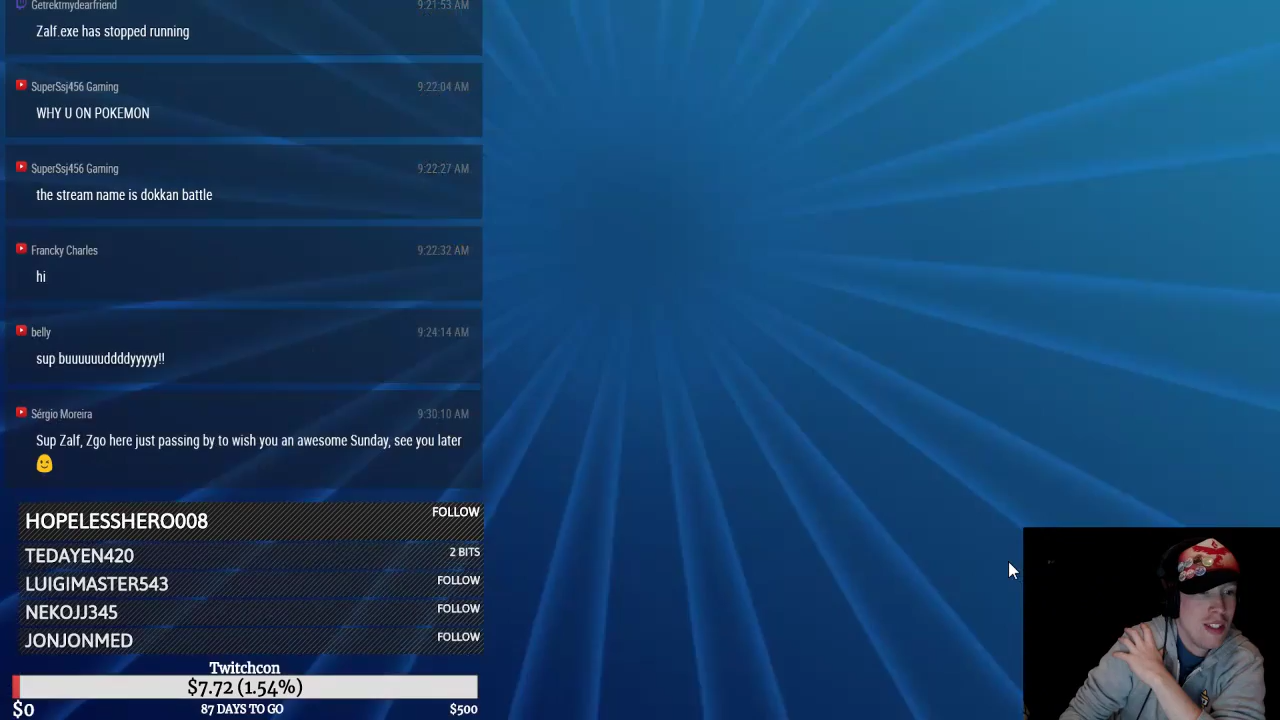 Getrektmydearfriend 9:21:53 AM
Zalf.exe has stopped running
SuperSsj456 Gaming 9:22:04 AM
WHY U ON POKEMON
SuperSsj456 Gaming 9:22:27 AM
the stream name is dokkan battle
Francky Charles 9:22:32 AM
hi
belly 9:24:14 AM
sup buuuuuuddddyyyyy!!
Sérgio Moreira 9:30:10 AM
Sup Zalf, Zgo here just passing by to wish you an awesome Sunday, see you later
😉
HOPELESSHERO008 FOLLOW
TEDAYEN420 2 BITS
LUIGIMASTER543 FOLLOW
NEKOJJ345 FOLLOW
JONJONMED FOLLOW
Twitchcon
$7.72 (1.54%)
$0 87 DAYS TO GO $500